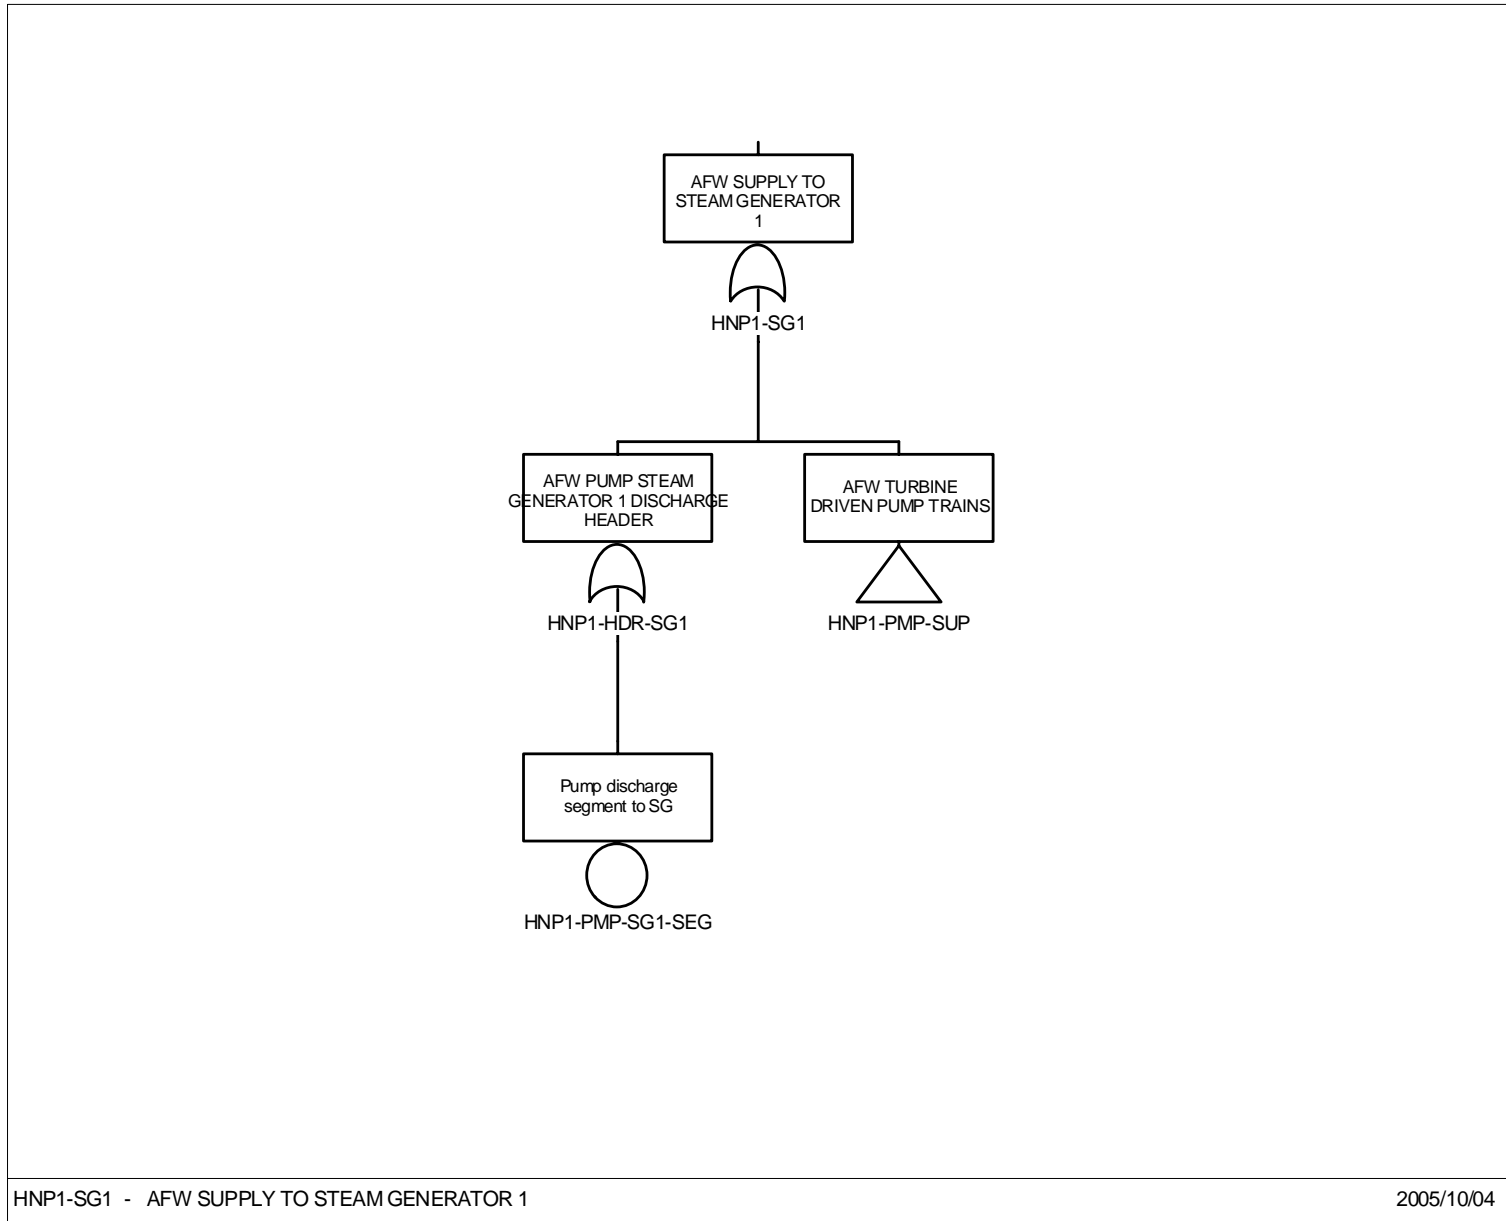 AFW SUPPLY TO
STEAM GENERATOR
1
HNP1-SG1
AFW PUMP STEAM
GENERATOR 1 DISCHARGE
HEADER
HNP1-HDR-SG1
AFW TURBINE
DRIVEN PUMP TRAINS
HNP1-PMP-SUP
Pump discharge
segment to SG
HNP1-PMP-SG1-SEG
HNP1-SG1 - AFW SUPPLY TO STEAM GENERATOR 1
2005/10/04